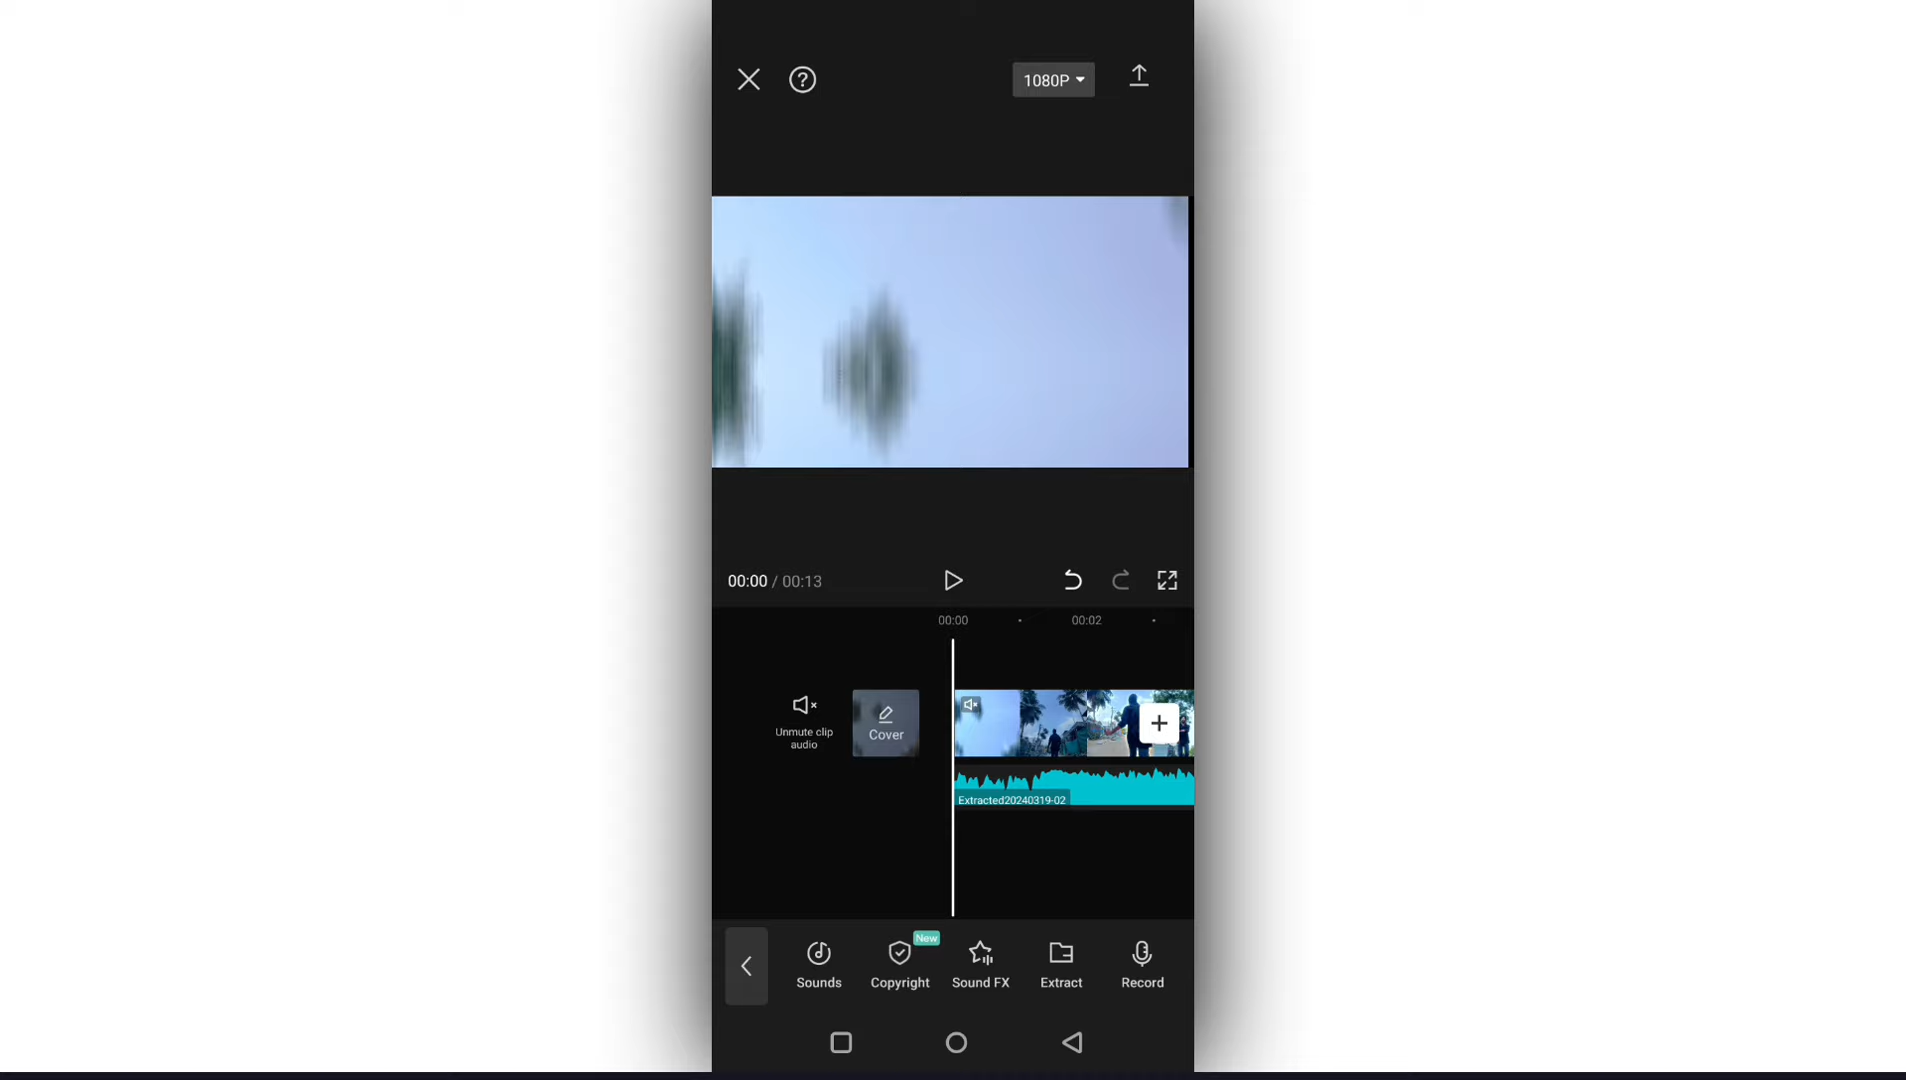 1080P
00:00 / 00:13
00:00
00:02
Unmute clip
audio
Cover
Extracted20240319-02
New
Sounds
Copyright
Sound FX
Extract
Record